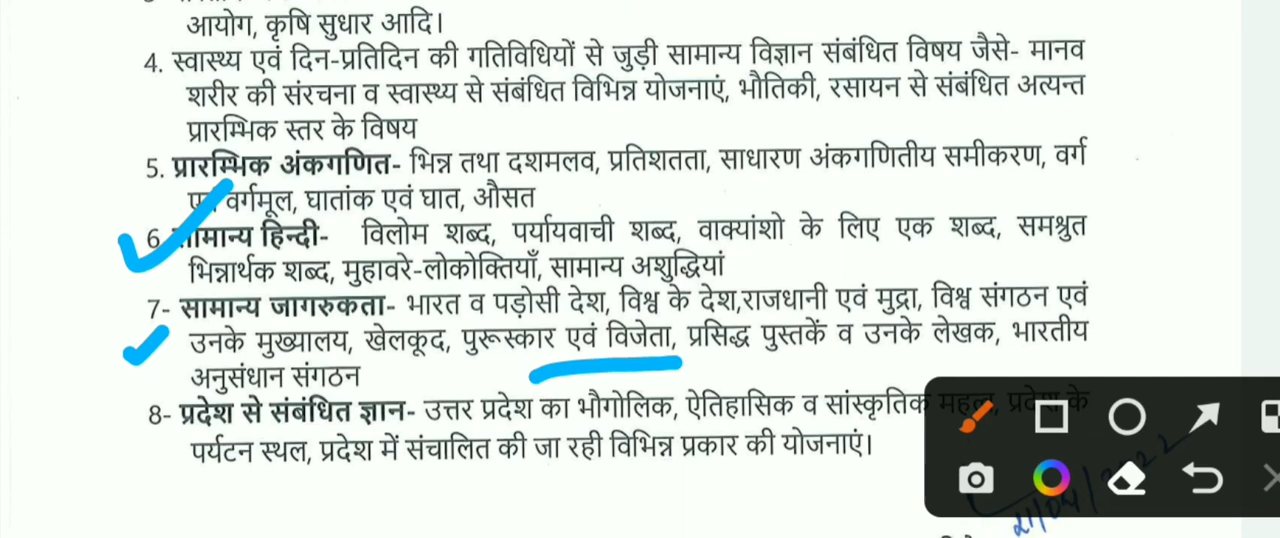 आयोग, कृषि सुधार आदि।
4. स्वास्थ्य एवं दिन-प्रतिदिन की गतिविधियों से जुड़ी सामान्य विज्ञान संबंधित विषय जैसे- मानव
शरीर की संरचना व स्वास्थ्य से संबंधित विभिन्न योजनाएं, भौतिकी, रसायन से संबंधित अत्यन्त
प्रारम्भिक स्तर के विषय
5. प्रारम्भिक अंकगणित- भिन्न तथा दशमलव, प्रतिशतता, साधारण अंकगणितीय समीकरण, वर्ग
वर्गमूल, घातांक एवं घात, औसत
6 सामान्य हिन्दी- विलोम शब्द, पर्यायवाची शब्द, वाक्यांशो के लिए एक शब्द, समश्रुत
भिन्नार्थक शब्द, मुहावरे-लोकोक्तियाँ, सामान्य अशुद्धियां
7- सामान्य जागरुकता- भारत व पड़ोसी देश, विश्व के देश,राजधानी एवं मुद्रा, विश्व संगठन एवं
उनके मुख्यालय, खेलकूद, पुरूस्कार एवं विजेता, प्रसिद्ध पुस्तकें व उनके लेखक, भारतीय
अनुसंधान संगठन
8- प्रदेश से संबंधित ज्ञान- उत्तर प्रदेश का भौगोलिक, ऐतिहासिक व सांस्कृतिक महत्व, प्रदेश के
पर्यटन स्थल, प्रदेश में संचालित की जा रही विभिन्न प्रकार की योजनाएं।